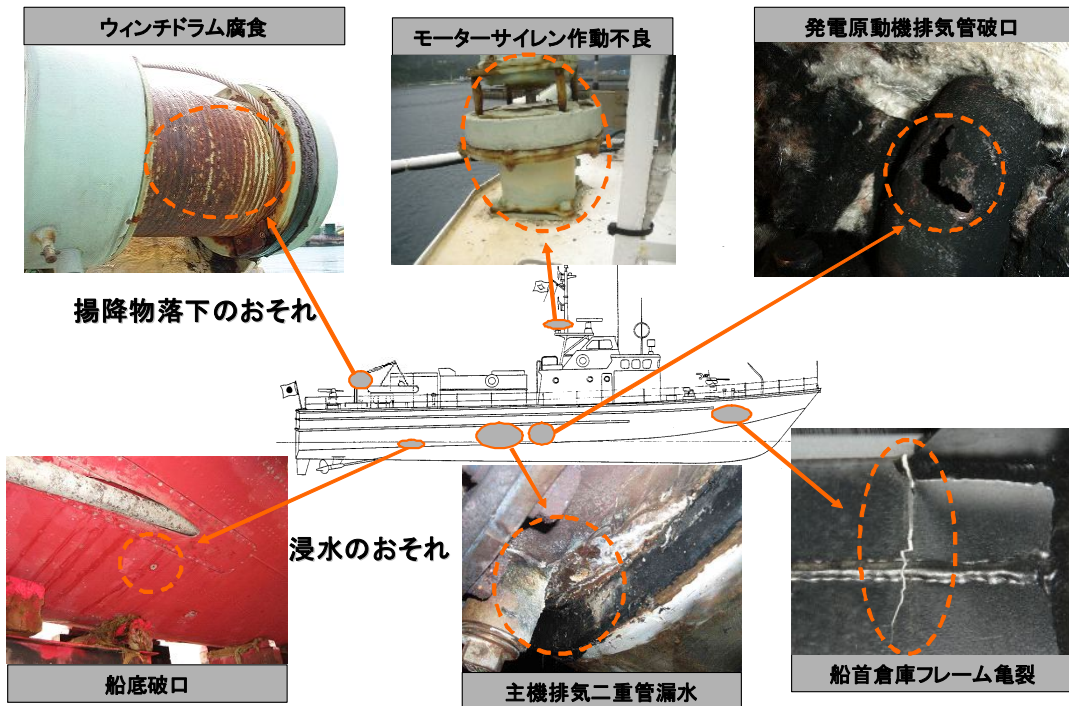 ウィンチドラム腐食
モーターサイレン作動不良
発電原動機排気管破口
揚降物落下のおそれ
浸水のおそれ
船底破口
主機排気二重管漏水
船首倉庫フレーム亀裂